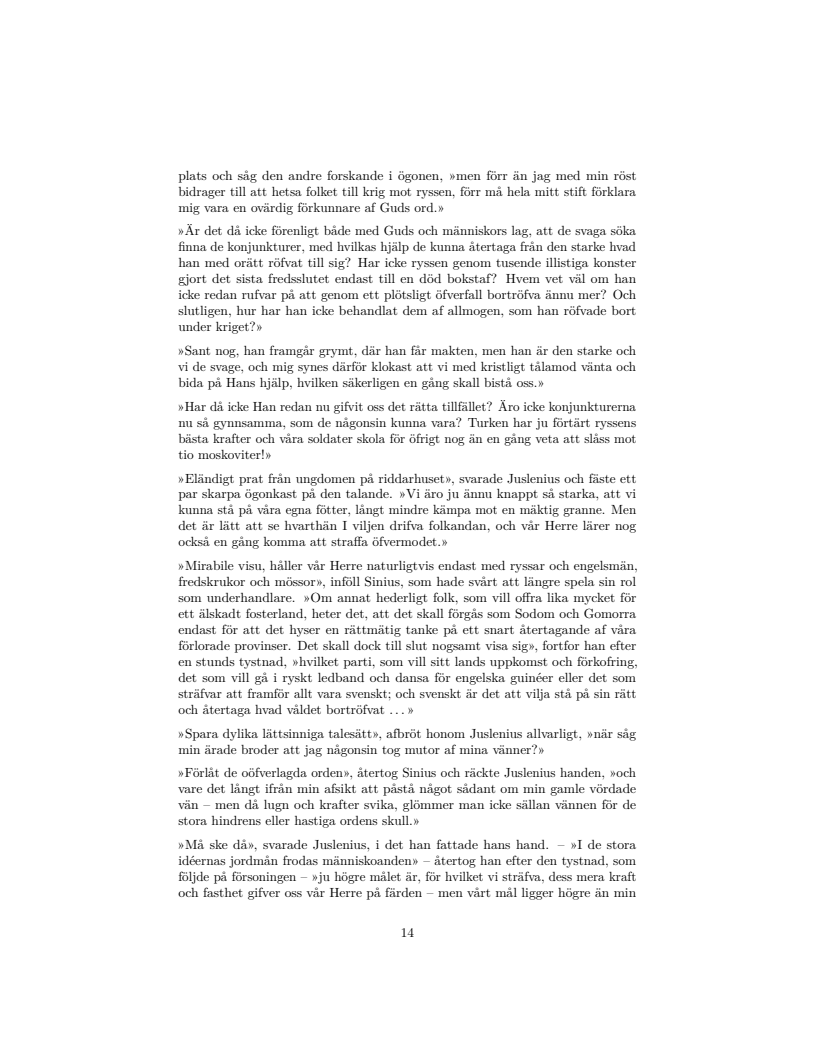 plats och såg den andre forskande i ögonen, »men förr än jag med min röst
bidrager till att hetsa folket till krig mot ryssen, förr må hela mitt stift förklara
mig vara en ovärdig förkunnare af Guds ord.»
»Är det då icke förenligt både med Guds och människors lag, att de svaga söka
finna de konjunkturer, med hvilkas hjälp de kunna återtaga från den starke hvad
han med orätt röfvat till sig? Har icke ryssen genom tusende illistiga konster
gjort det sista fredsslutet endast till en död bokstaf? Hvem vet väl om han
icke redan rufvar på att genom ett plötsligt öfverfall bortröfva ännu mer? Och
slutligen, hur har han icke behandlat dem af allmogen, som han röfvade bort
under kriget?»
»Sant nog, han framgår grymt, där han får makten, men han är den starke och
vi de svage, och mig synes därför klokast att vi med kristligt tålamod vänta och
bida på Hans hjälp, hvilken säkerligen en gång skall bistå oss.»
»Har då icke Han redan nu gifvit oss det rätta tillfället? Äro icke konjunkturerna
nu så gynnsamma, som de någonsin kunna vara? Turken har ju förtärt ryssens
bästa krafter och våra soldater skola för öfrigt nog än en gång veta att slåss mot
tio moskoviter!»
»Eländigt prat från ungdomen på riddarhuset», svarade Juslenius och fäste ett
par skarpa ögonkast på den talande. »Vi äro ju ännu knappt så starka, att vi
kunna stå på våra egna fötter, långt mindre kämpa mot en mäktig granne. Men
det är lätt att se hvarthän I viljen drifva folkandan, och vår Herre lärer nog
också en gång komma att straffa öfvermodet.»
»Mirabile visu, håller vår Herre naturligtvis endast med ryssar och engelsmän,
fredskrukor och mössor», inföll Sinius, som hade svårt att längre spela sin rol
som underhandlare. »Om annat hederligt folk, som vill offra lika mycket för
ett älskadt fosterland, heter det, att det skall förgås som Sodom och Gomorra
endast för att det hyser en rättmätig tanke på ett snart återtagande af våra
förlorade provinser. Det skall dock till slut nogsamt visa sig», fortfor han efter
en stunds tystnad, »hvilket parti, som vill sitt lands uppkomst och förkofring,
det som vill gå i ryskt ledband och dansa för engelska guinéer eller det som
sträfvar att framför allt vara svenskt; och svenskt är det att vilja stå på sin rätt
och återtaga hvad våldet bortröfvat . . . »
»Spara dylika lättsinniga talesätt», afbröt honom Juslenius allvarligt, »när såg
min ärade broder att jag någonsin tog mutor af mina vänner?»
»Förlåt de oöfverlagda orden», återtog Sinius och räckte Juslenius handen, »och
vare det långt ifrån min afsikt att påstå något sådant om min gamle vördade
vän – men då lugn och krafter svika, glömmer man icke sällan vännen för de
stora hindrens eller hastiga ordens skull.»
»Må ske då», svarade Juslenius, i det han fattade hans hand. – »I de stora
idéernas jordmån frodas människoanden» – återtog han efter den tystnad, som
följde på försoningen – »ju högre målet är, för hvilket vi sträfva, dess mera kraft
och fasthet gifver oss vår Herre på färden – men vårt mål ligger högre än min
14